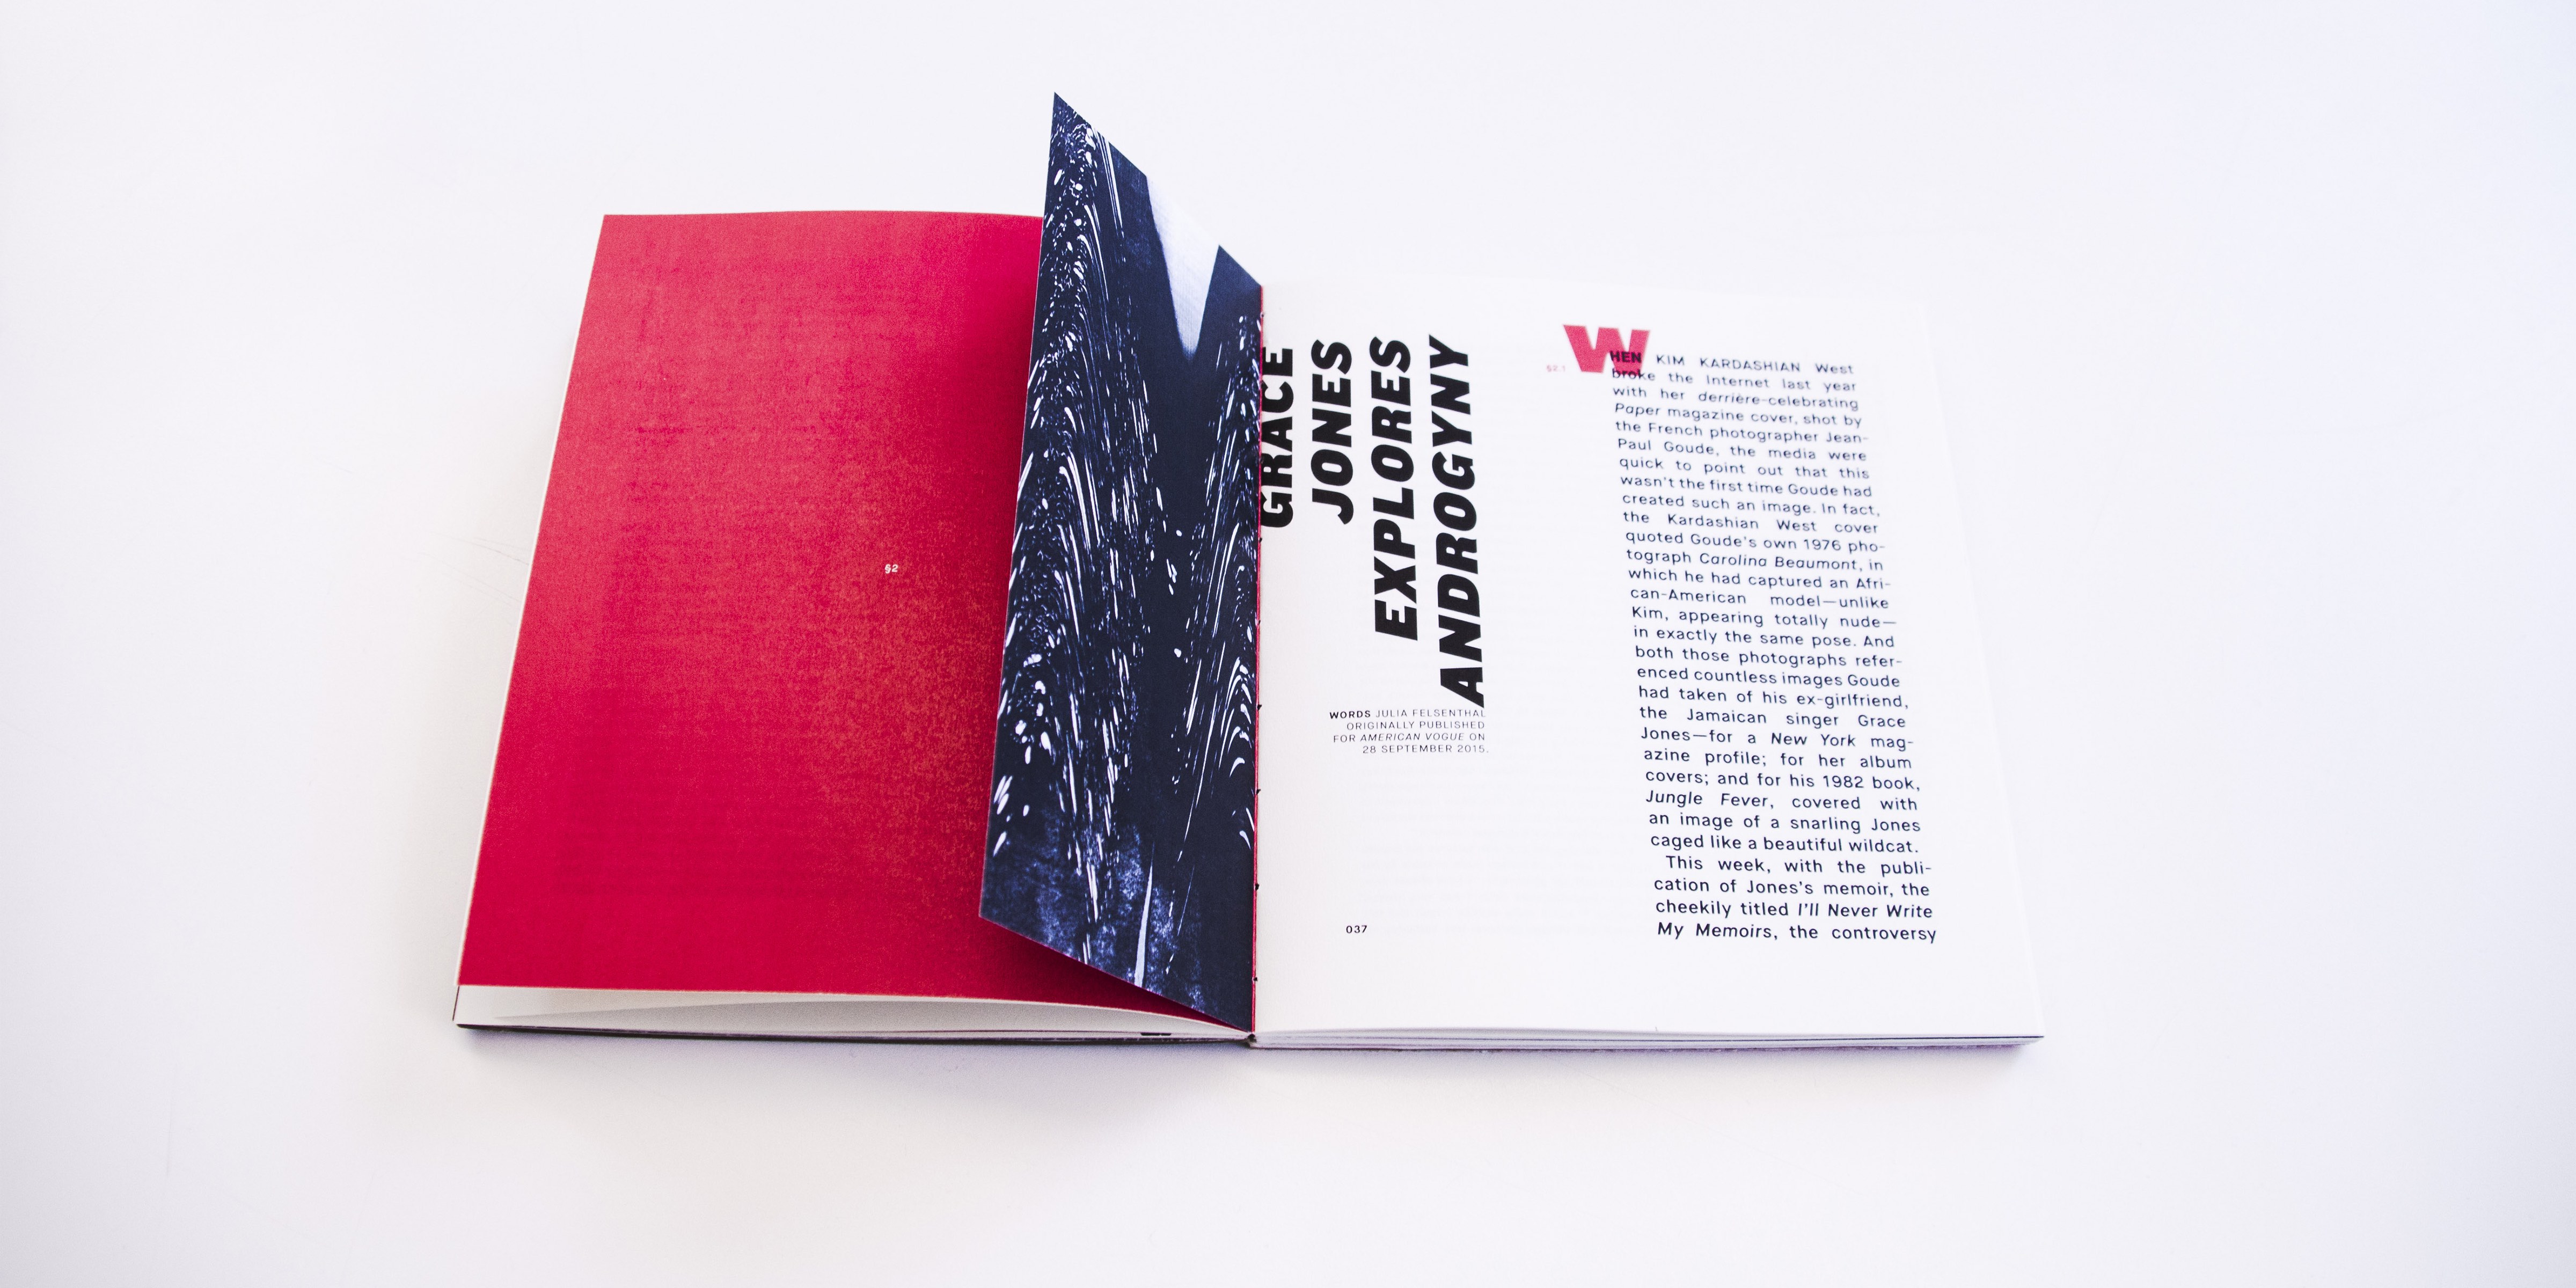 §2
GRACE
JONES
EXPLORES
ANDROGYNY
WORDS JULIA FELSENTHAL
ORIGINALLY PUBLISHED
FOR AMERICAN VOGUE ON
28 SEPTEMBER 2015.
037
§2.1
WHEN KIM KARDASHIAN West
broke the Internet last year
with her derrière-celebrating
Paper magazine cover, shot by
the French photographer Jean-
Paul Goude, the media were
quick to point out that this
wasn't the first time Goude had
created such an image. In fact,
the Kardashian West cover
quoted Goude's own 1976 pho-
tograph Carolina Beaumont, in
which he had captured an Afri-
can-American model—unlike
Kim, appearing totally nude—
in exactly the same pose. And
both those photographs refer-
enced countless images Goude
had taken of his ex-girlfriend,
the Jamaican singer Grace
Jones—for a New York mag-
azine profile; for her album
covers; and for his 1982 book,
Jungle Fever, covered with
an image of a snarling Jones
caged like a beautiful wildcat.
This week, with the publi-
cation of Jones's memoir, the
cheekily titled I'll Never Write
My Memoirs, the controversy